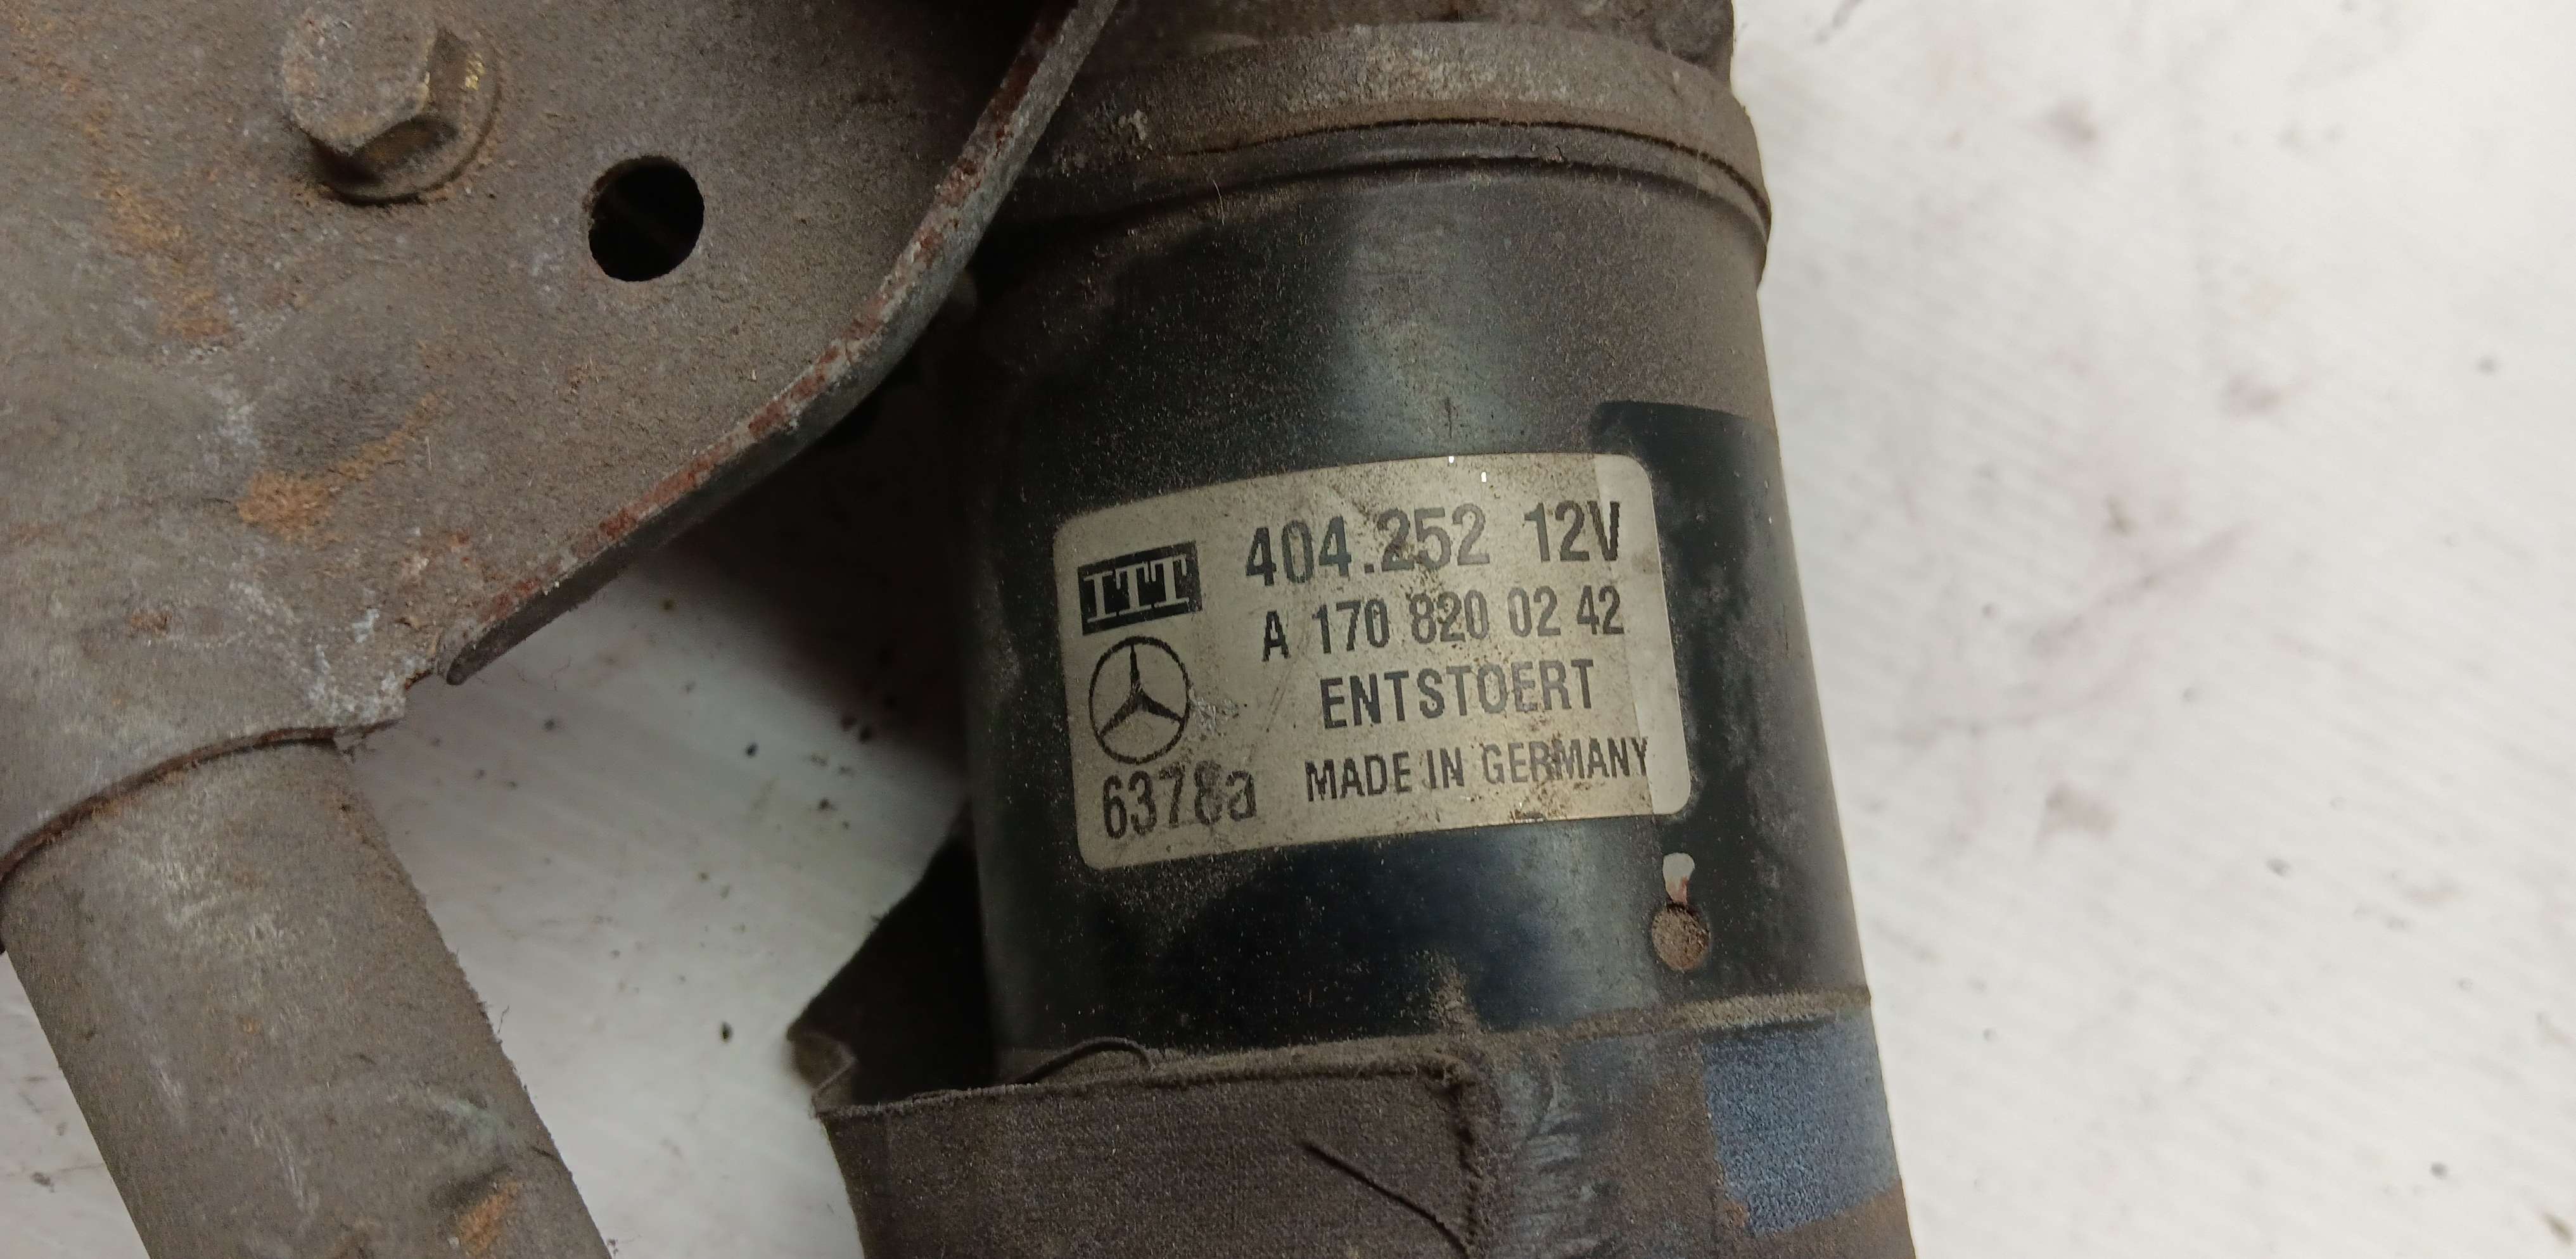 ITT 404.252 12V
A 170 820 02 42
ENTSTOERT
6378a MADE IN GERMANY